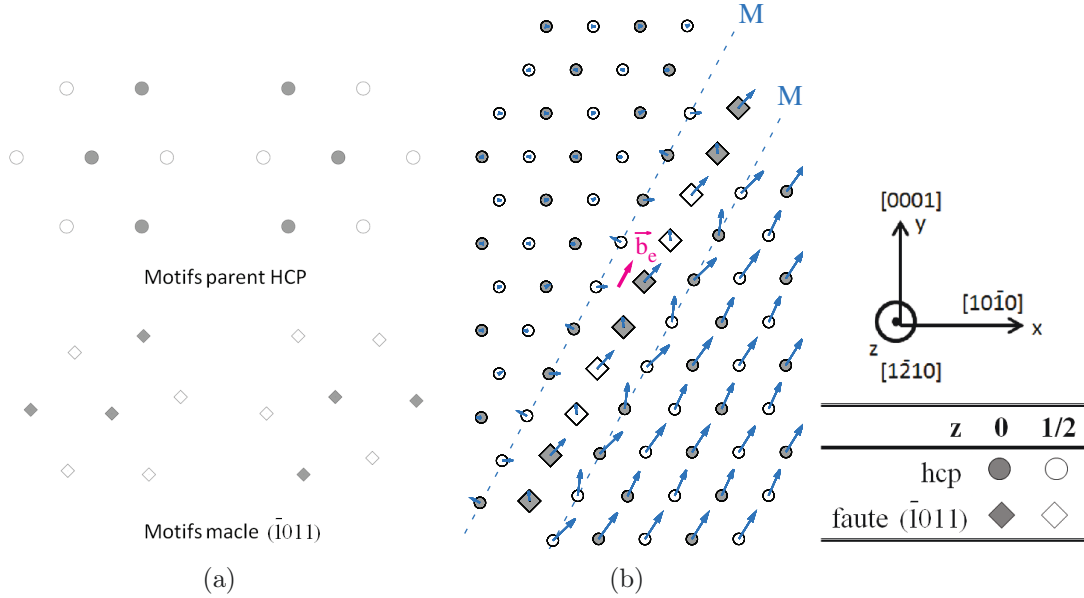 Motifs parent HCP
Motifs macle (1̄011)
(a)
M
M
b⃗e
(b)
[0001]
y
[101̄0]
x
z
[12̄10]
z 0 1/2
hcp
faute (1̄011)